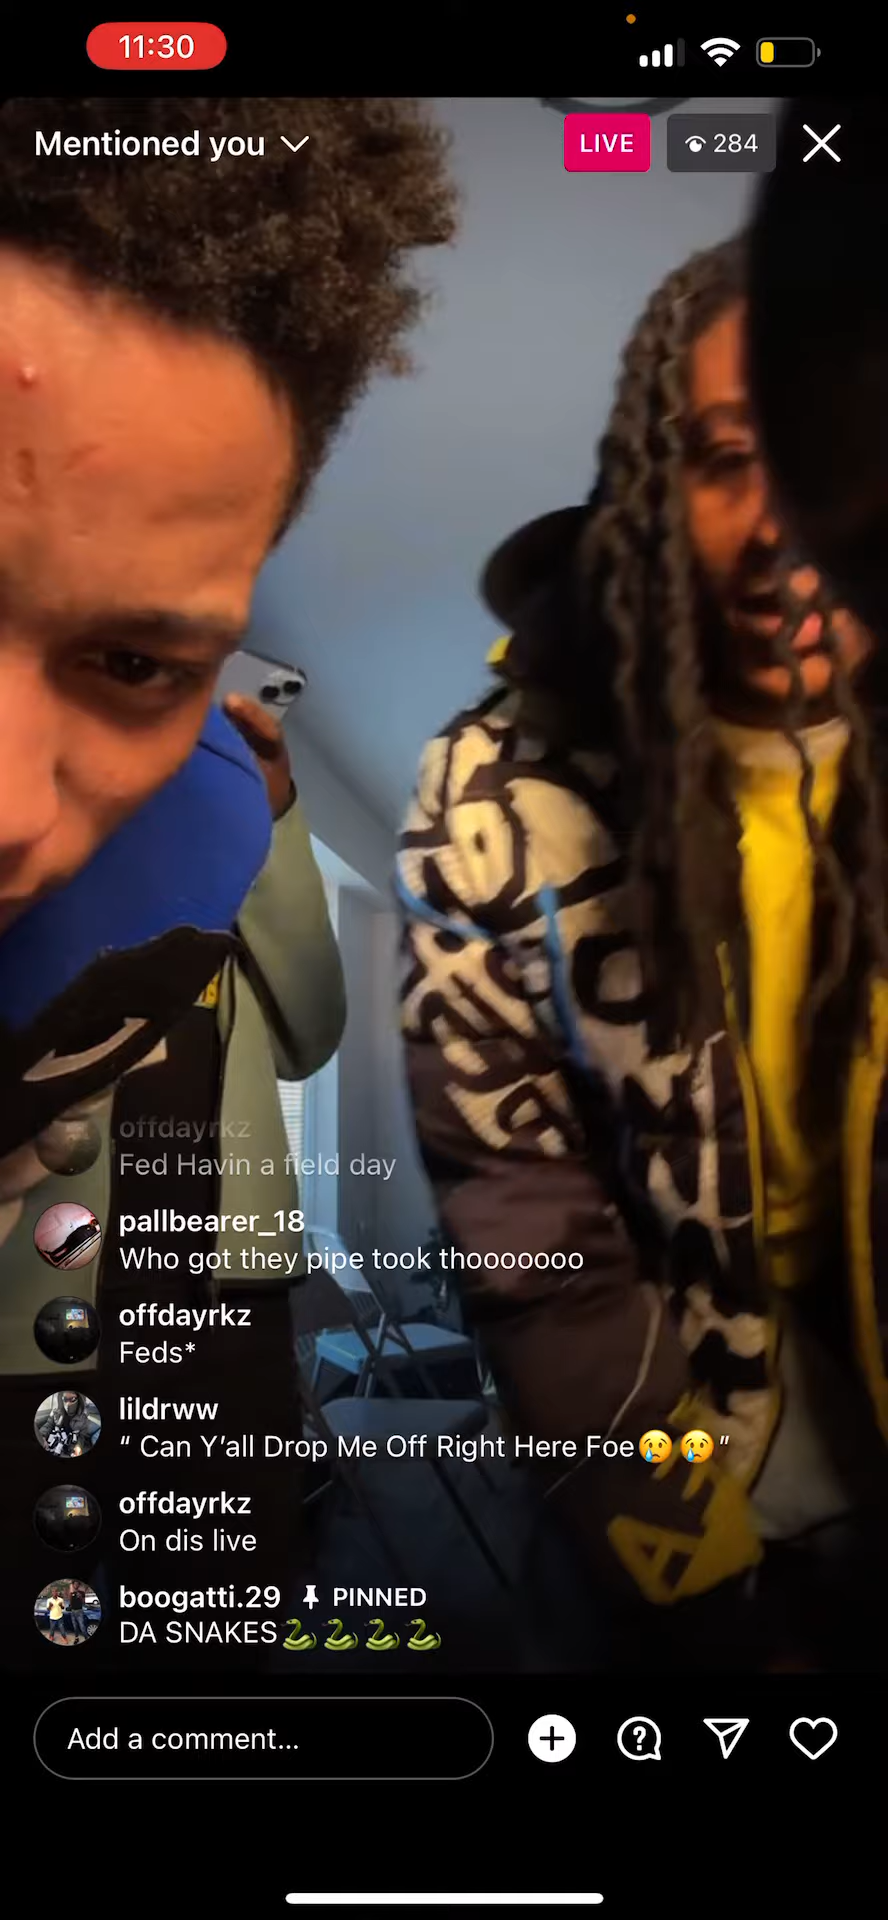 11:30
Mentioned you
LIVE
284
offdayrkz
Fed Havin a field day
pallbearer_18
Who got they pipe took thooooooo
offdayrkz
Feds*
lildrww
“ Can Y’all Drop Me Off Right Here Foe😢😢”
offdayrkz
On dis live
boogatti.29 📌 PINNED
DA SNAKES🐍🐍🐍🐍
Add a comment...